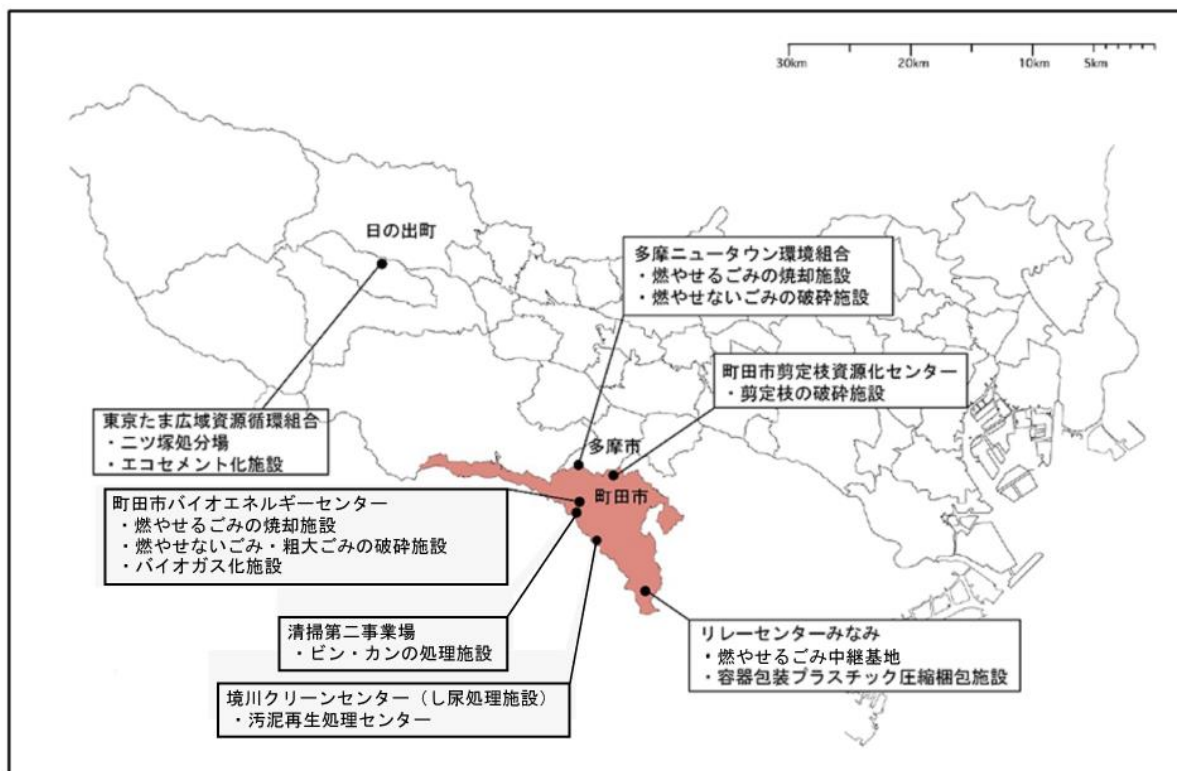 30km
20km
10km
5km
日の出町
多摩ニュータウン環境組合
・燃やせるごみの焼却施設
・燃やせないごみの破砕施設
町田市剪定枝資源化センター
・剪定枝の破砕施設
東京たま広域資源循環組合
・二ツ塚処分場
・エコセメント化施設
多摩市
町田市
町田市バイオエネルギーセンター
・燃やせるごみの焼却施設
・燃やせないごみ・粗大ごみの破砕施設
・バイオガス化施設
清掃第二事業場
・ビン・カンの処理施設
リレーセンターみなみ
・燃やせるごみ中継基地
・容器包装プラスチック圧縮梱包施設
境川クリーンセンター（し尿処理施設）
・汚泥再生処理センター